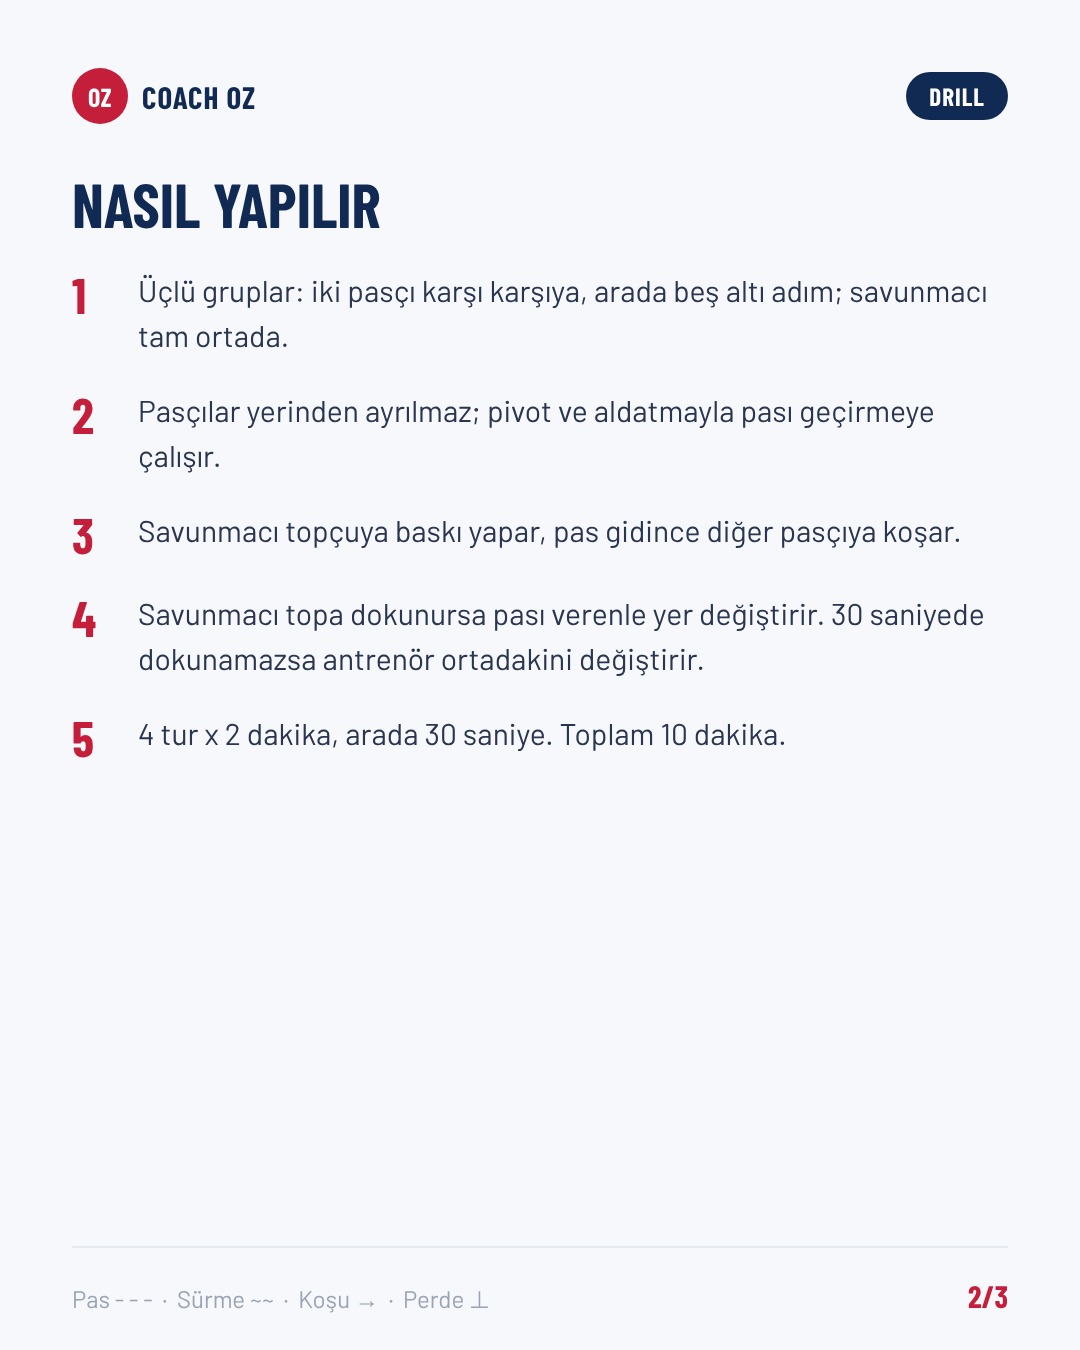 OZ COACH OZ
DRILL
NASIL YAPILIR
1 Üçlü gruplar: iki pasçı karşı karşıya, arada beş altı adım; savunmacı
tam ortada.
2 Pasçılar yerinden ayrılmaz; pivot ve aldatmayla pası geçirmeye
çalışır.
3 Savunmacı topçuya baskı yapar, pas gidince diğer pasçıya koşar.
4 Savunmacı topa dokunursa pası verenle yer değiştirir. 30 saniyede
dokunamazsa antrenör ortadakini değiştirir.
5 4 tur x 2 dakika, arada 30 saniye. Toplam 10 dakika.
Pas - - - · Sürme ~~ · Koşu → · Perde ⊥
2/3